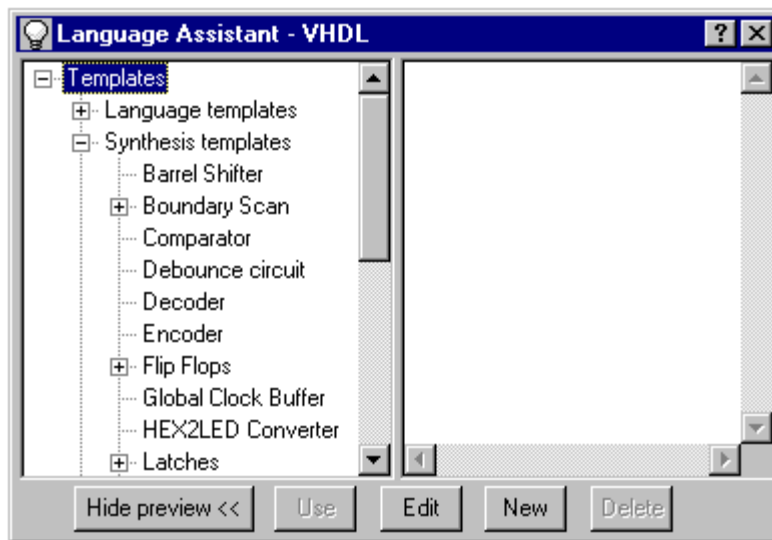 Language Assistant - VHDL
Templates
Language templates
Synthesis templates
Barrel Shifter
Boundary Scan
Comparator
Debounce circuit
Decoder
Encoder
Flip Flops
Global Clock Buffer
HEX2LED Converter
Latches
Hide preview << Use Edit New Delete